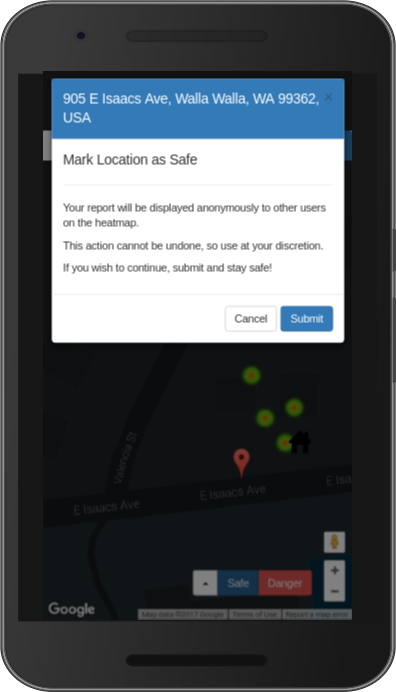 905 E Isaacs Ave, Walla Walla, WA 99362, ×
USA
Mark Location as Safe
Your report will be displayed anonymously to other users
on the heatmap.
This action cannot be undone, so use at your discretion.
If you wish to continue, submit and stay safe!
Cancel Submit
Valencia St
E Isaacs Ave
E Isaacs Ave
E Isa
Safe Danger
+
−
Google
Map data ©2017 Google Terms of Use Report a map error